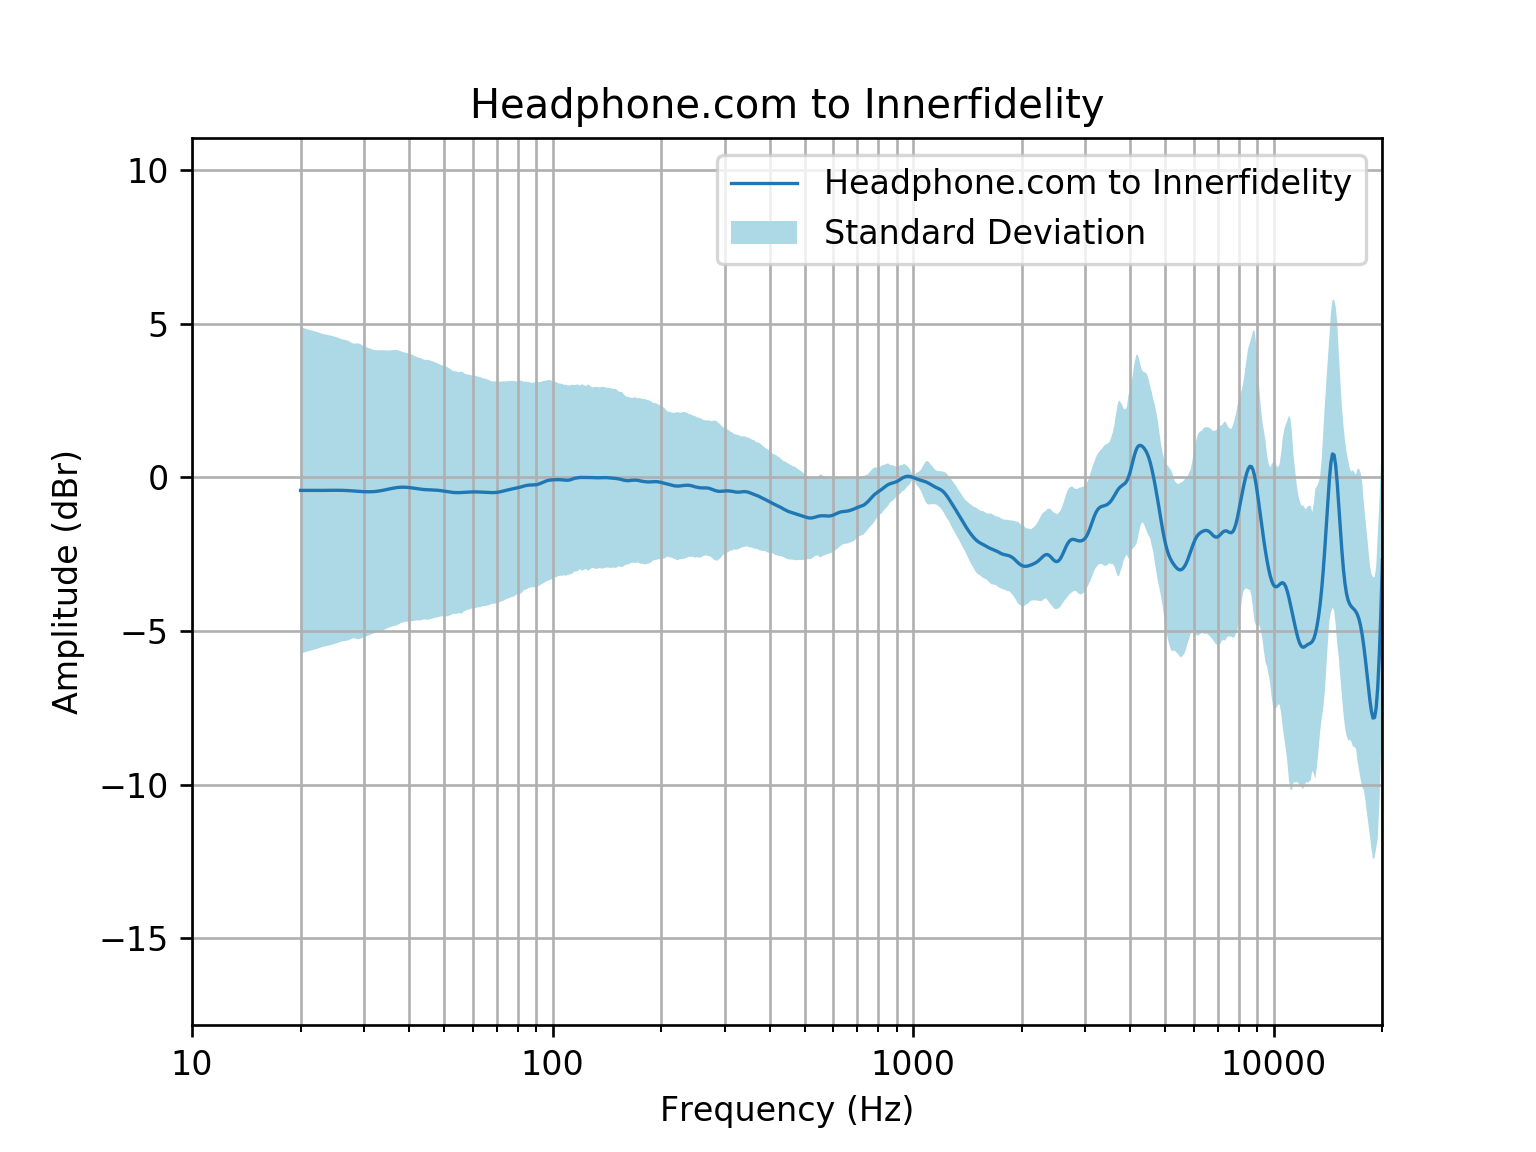 Headphone.com to Innerfidelity
Headphone.com to Innerfidelity
Standard Deviation
10
5
0
−5
−10
−15
Amplitude (dBr)
10 100 1000 10000
Frequency (Hz)